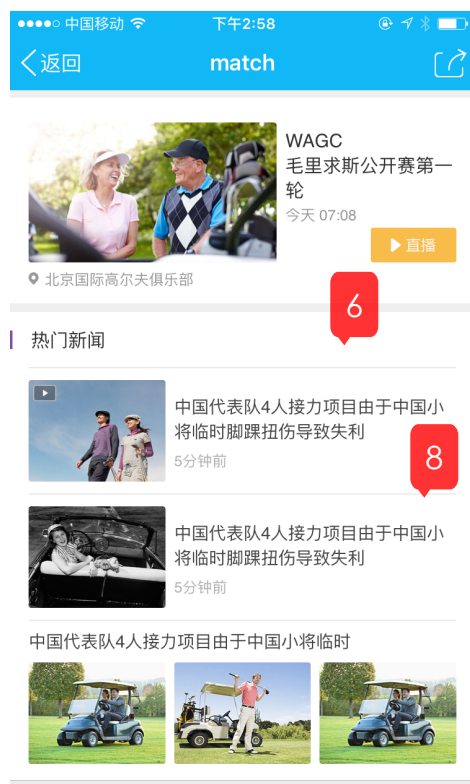 中国移动
下午2:58
返回
match
WAGC
毛里求斯公开赛第一
轮
今天 07:08
直播
北京国际高尔夫俱乐部
6
热门新闻
中国代表队4人接力项目由于中国小
将临时脚踝扭伤导致失利
5分钟前
8
中国代表队4人接力项目由于中国小
将临时脚踝扭伤导致失利
5分钟前
中国代表队4人接力项目由于中国小将临时